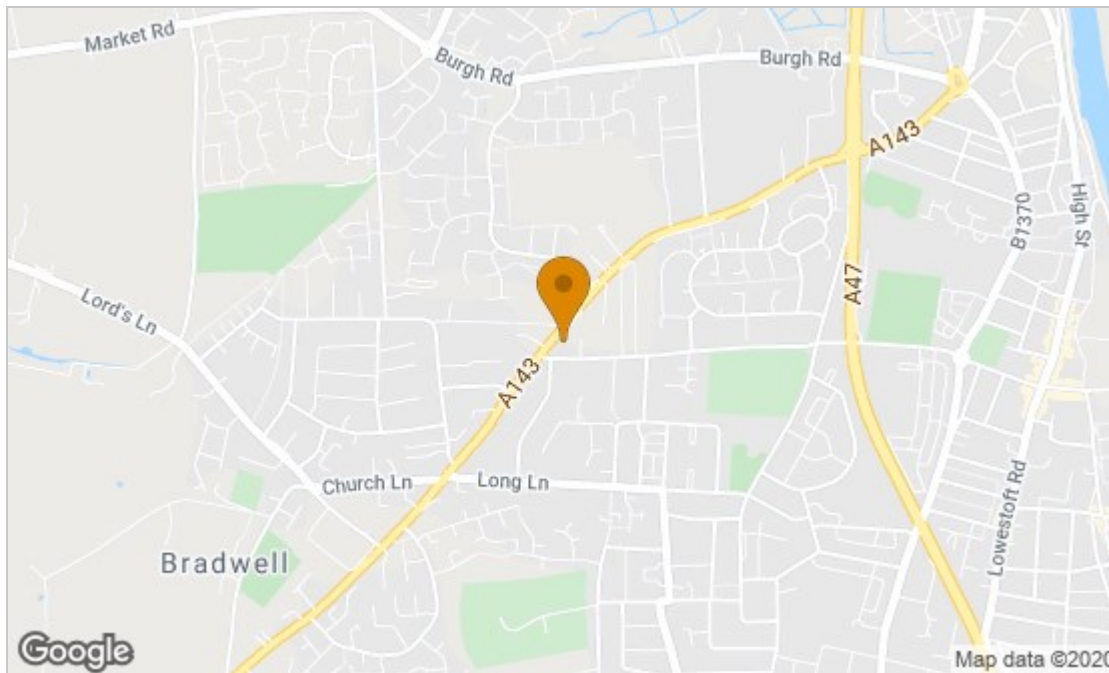 Market Rd
Burgh Rd
Burgh Rd
A143
B1370
High St
A47
Lord's Ln
A143
Church Ln
Long Ln
Lowestoft Rd
Bradwell
Google
Map data ©2020